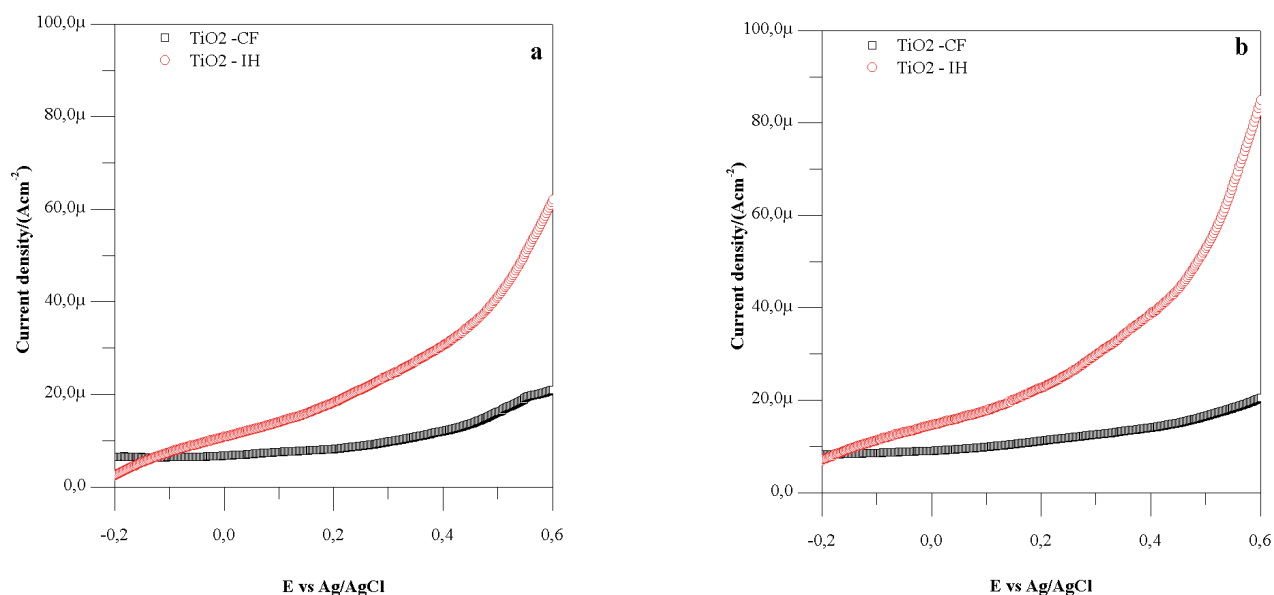 a
TiO2 -CF
TiO2 - IH
100,0µ
80,0µ
60,0µ
40,0µ
20,0µ
0,0
Current density/(Acm-2)
-0,2
0,0
0,2
0,4
0,6
E vs Ag/AgCl
b
TiO2 -CF
TiO2 - IH
100,0µ
80,0µ
60,0µ
40,0µ
20,0µ
0,0
Current density/(Acm-2)
-0,2
0,0
0,2
0,4
0,6
E vs Ag/AgCl